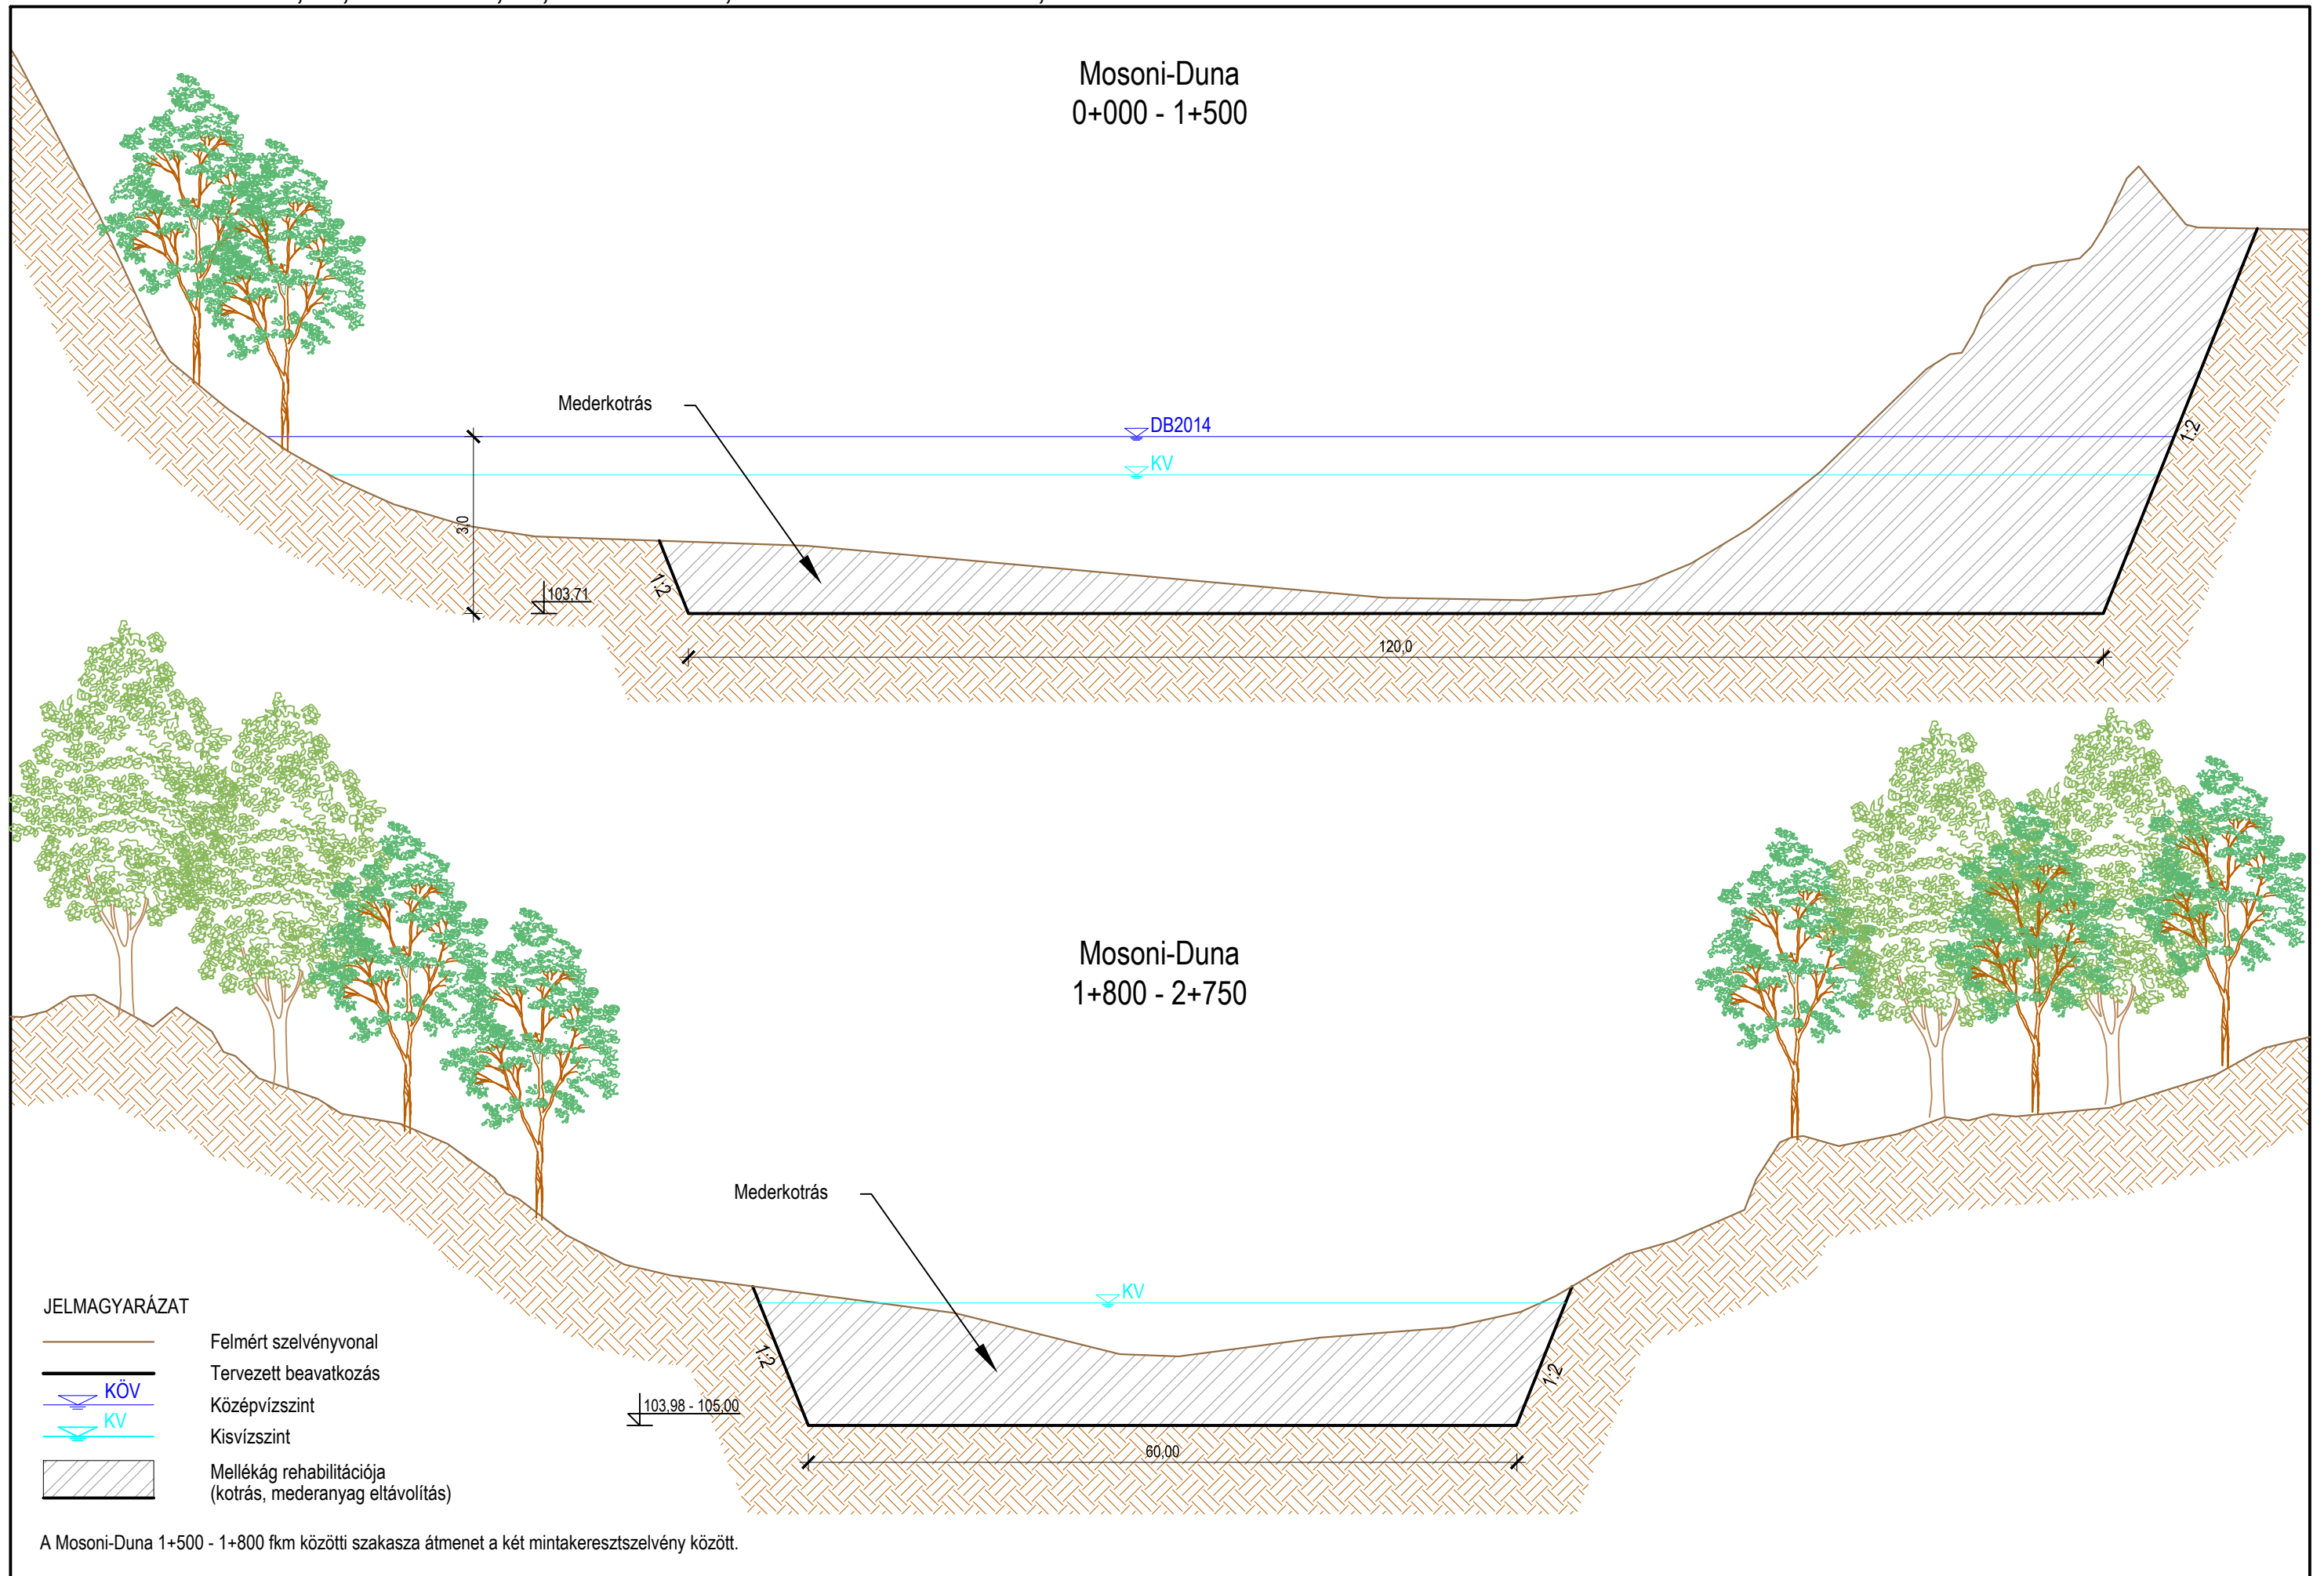 Mosoni-Duna
0+000 - 1+500
Mederkotrás
DB2014
KV
1:2
3,0
1:2
103,71
120,0
Mosoni-Duna
1+800 - 2+750
Mederkotrás
KV
1:2
1:2
103,98 - 105,00
60,00
JELMAGYARÁZAT
Felmért szelvényvonal
Tervezett beavatkozás
KÖV
Középvízszint
KV
Kisvízszint
Mellékág rehabilitációja
(kotrás, mederanyag eltávolítás)
A Mosoni-Duna 1+500 - 1+800 fkm közötti szakasza átmenet a két mintakeresztszelvény között.